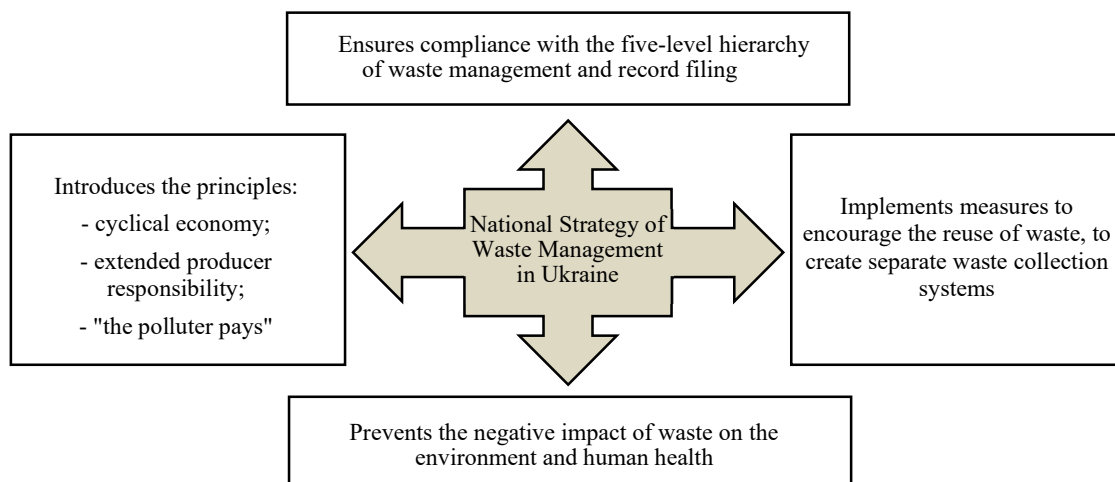 Ensures compliance with the five-level hierarchy
of waste management and record filing
Introduces the principles:
- cyclical economy;
- extended producer
responsibility;
- "the polluter pays"
National Strategy of
Waste Management
in Ukraine
Implements measures to
encourage the reuse of waste, to
create separate waste collection
systems
Prevents the negative impact of waste on the
environment and human health